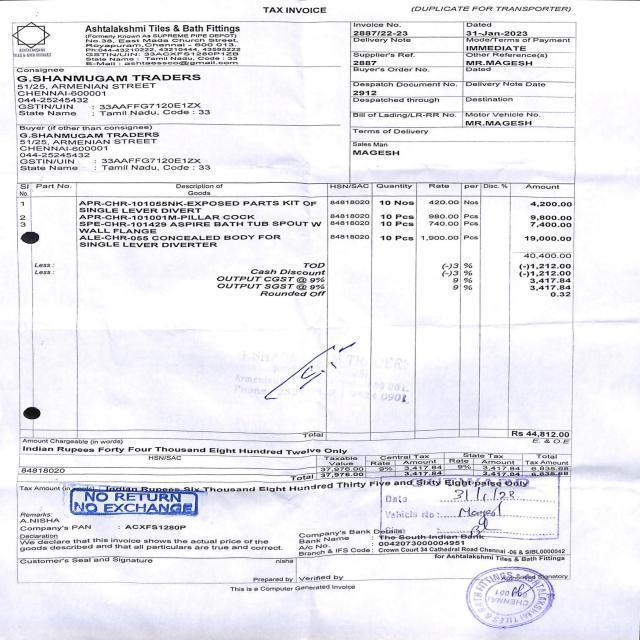 TAX INVOICE
(DUPLICATE FOR TRANSPORTER)
Ashtalakshmi Tiles & Bath Fittings
(Formerly Known As SUPREME PIPE DEPOT)
No.38, East Mada Church Street,
Royapuram,Chennai - 600 013.
State Name : Tamil Nadu, Code : 33
Consignee
G.SHANMUGAM TRADERS
51/25, ARMENIAN STREET
CHENNAI-600001
044-25245432
GSTIN/UIN : 33AAFFG7120E1ZX
State Name : Tamil Nadu, Code : 33
Buyer (if other than consignee)
G.SHANMUGAM TRADERS
51/25, ARMENIAN STREET
CHENNAI-600001
044-25245432
GSTIN/UIN : 33AAFFG7120E1ZX
State Name : Tamil Nadu, Code : 33
Invoice No. Dated
2887/22-23 31-Jan-2023
Delivery Note Mode/Terms of Payment
IMMEDIATE
Supplier's Ref. Other Reference(s)
2887 MR.MAGESH
Buyer's Order No. Dated
Despatch Document No. Delivery Note Date
2912
Despatched through Destination
Bill of Lading/LR-RR No. Motor Vehicle No.
MR.MAGESH
Terms of Delivery
Sales Man
MAGESH
Sl No. Part No. Description of Goods HSN/SAC Quantity Rate per Disc. % Amount
1 APR-CHR-101055NK-EXPOSED PARTS KIT OF 84818020 10 Nos 420.00 Nos 4,200.00
SINGLE LEVER DIVERT
2 APR-CHR-101001M-PILLAR COCK 84818020 10 Pcs 980.00 Pcs 9,800.00
3 SPE-CHR-101429 ASPIRE BATH TUB SPOUT W 84818020 10 Pcs 740.00 Pcs 7,400.00
WALL FLANGE
ALE-CHR-055 CONCEALED BODY FOR 84818020 10 Pcs 1,900.00 Pcs 19,000.00
SINGLE LEVER DIVERTER
40,400.00
Less : TOD (-)3 % (-)1,212.00
Less : Cash Discount (-)3 % (-)1,212.00
OUTPUT CGST @ 9% 9 % 3,417.84
OUTPUT SGST @ 9% 9 % 3,417.84
Rounded Off 0.32
Total Rs 44,812.00
Amount Chargeable (in words) E. & O.E
Indian Rupees Forty Four Thousand Eight Hundred Twelve Only
HSN/SAC Taxable Value Central Tax Rate Amount State Tax Rate Amount Total Tax Amount
84818020 37,976.00 9% 3,417.84 9% 3,417.84 6,835.68
Total 37,976.00 3,417.84 3,417.84 6,835.68
Tax Amount (in words) : Indian Rupees Six Thousand Eight Hundred Thirty Five and Sixty Eight paise Only
NO RETURN
NO EXCHANGE
Date 31/1/23
Vehicle No : Magesh
Remarks:
A.NISHA
Company's PAN : ACXFS1280P
Declaration
We declare that this invoice shows the actual price of the
goods described and that all particulars are true and correct.
Company's Bank Details
Bank Name : The South Indian Bank
A/c No. : 0042073000004951
Branch & IFS Code : Crown Court 34 Cathedral Road Chennai -06 & SIBL0000042
Customer's Seal and Signature
nisha
for Ashtalakshmi Tiles & Bath Fittings
Prepared by Verified by Authorised Signatory
This is a Computer Generated Invoice